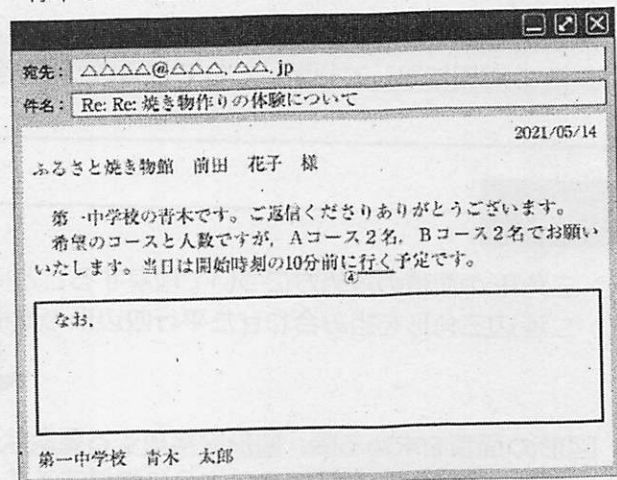 宛先： △△△△@△△△.△△.jp
件名： Re: Re: 焼き物作りの体験について
2021/05/14
ふるさと焼き物館　前田　花子　様
第一中学校の青木です。ご返信くださりありがとうございます。
希望のコースと人数ですが，Aコース2名，Bコース2名でお願い
いたします。当日は開始時刻の10分前に行く予定です。
④
なお，
第一中学校　青木　太郎